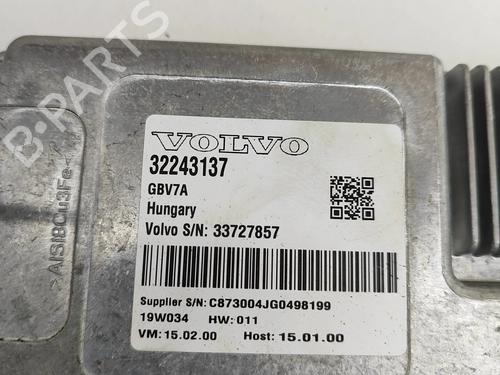 VOLVO
32243137
GBV7A
Hungary
Volvo S/N: 33727857
Supplier S/N: C873004JG0498199
19W034 HW: 011
VM: 15.02.00 Host: 15.01.00
>AlSi8Cu3Fe<
B-PARTS